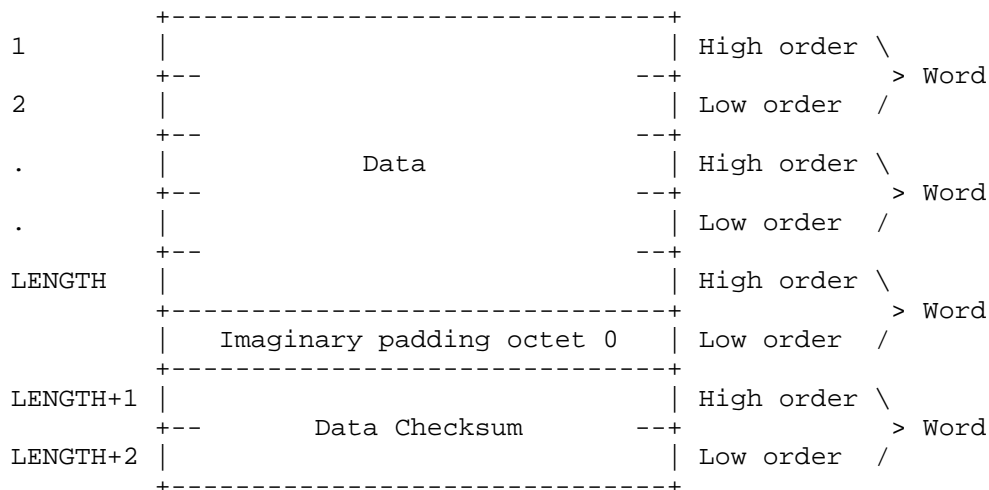 +--------------------------------+
1        |                                | High order \
         +--                            --+             > Word
2        |                                | Low order  /
         +--                            --+
.        |            Data                | High order \
         +--                            --+             > Word
.        |                                | Low order  /
         +--                            --+
LENGTH   |                                | High order \
         +--------------------------------+             > Word
         |   Imaginary padding octet 0    | Low order  /
         +--------------------------------+
LENGTH+1 |                                | High order \
         +--       Data Checksum        --+             > Word
LENGTH+2 |                                | Low order  /
         +--------------------------------+